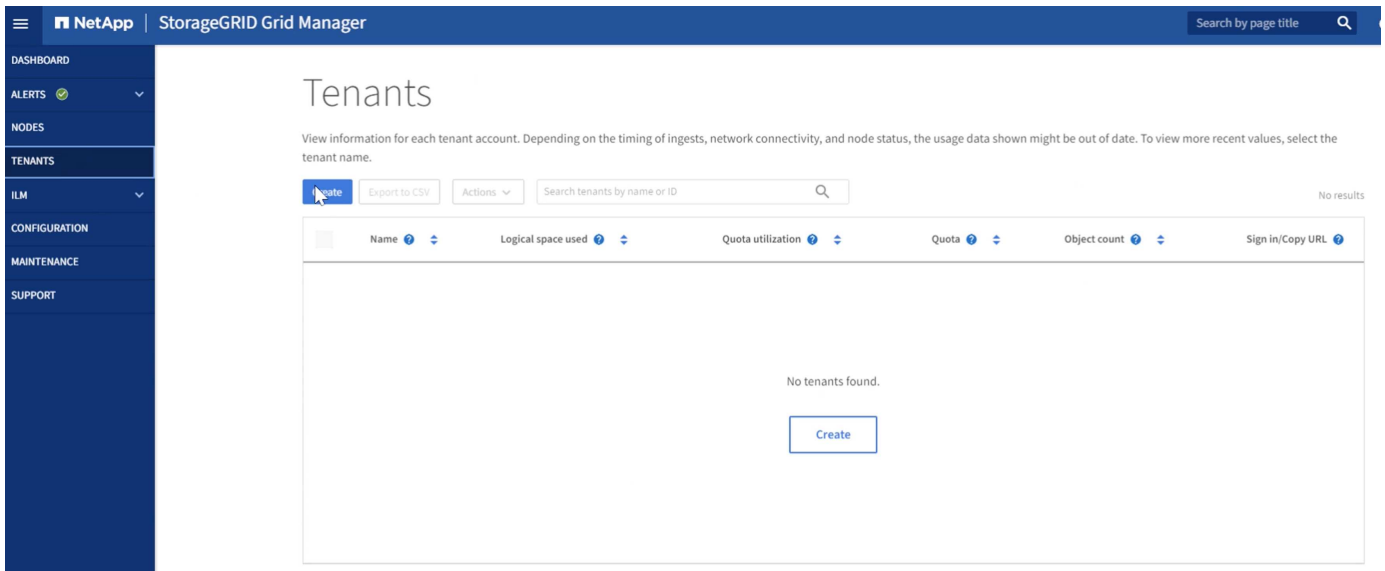 NetApp | StorageGRID Grid Manager
Search by page title
DASHBOARD
ALERTS
NODES
TENANTS
ILM
CONFIGURATION
MAINTENANCE
SUPPORT
Tenants
View information for each tenant account. Depending on the timing of ingests, network connectivity, and node status, the usage data shown might be out of date. To view more recent values, select the
tenant name.
Create Export to CSV Actions Search tenants by name or ID
No results
Name Logical space used Quota utilization Quota Object count Sign in/Copy URL
No tenants found.
Create